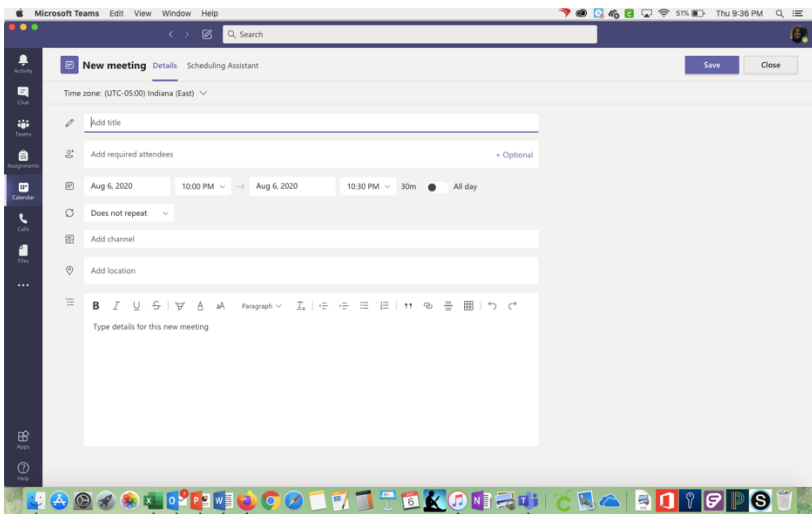 Microsoft Teams Edit View Window Help 51% Thu 9:36 PM
Search
Activity
Chat
Teams
Assignments
Calendar
Calls
Files
Apps
Help
New meeting Details Scheduling Assistant Save Close
Time zone: (UTC-05:00) Indiana (East)
Add title
Add required attendees + Optional
Aug 6, 2020 10:00 PM → Aug 6, 2020 10:30 PM 30m All day
Does not repeat
Add channel
Add location
B I U S A AA Paragraph
Type details for this new meeting